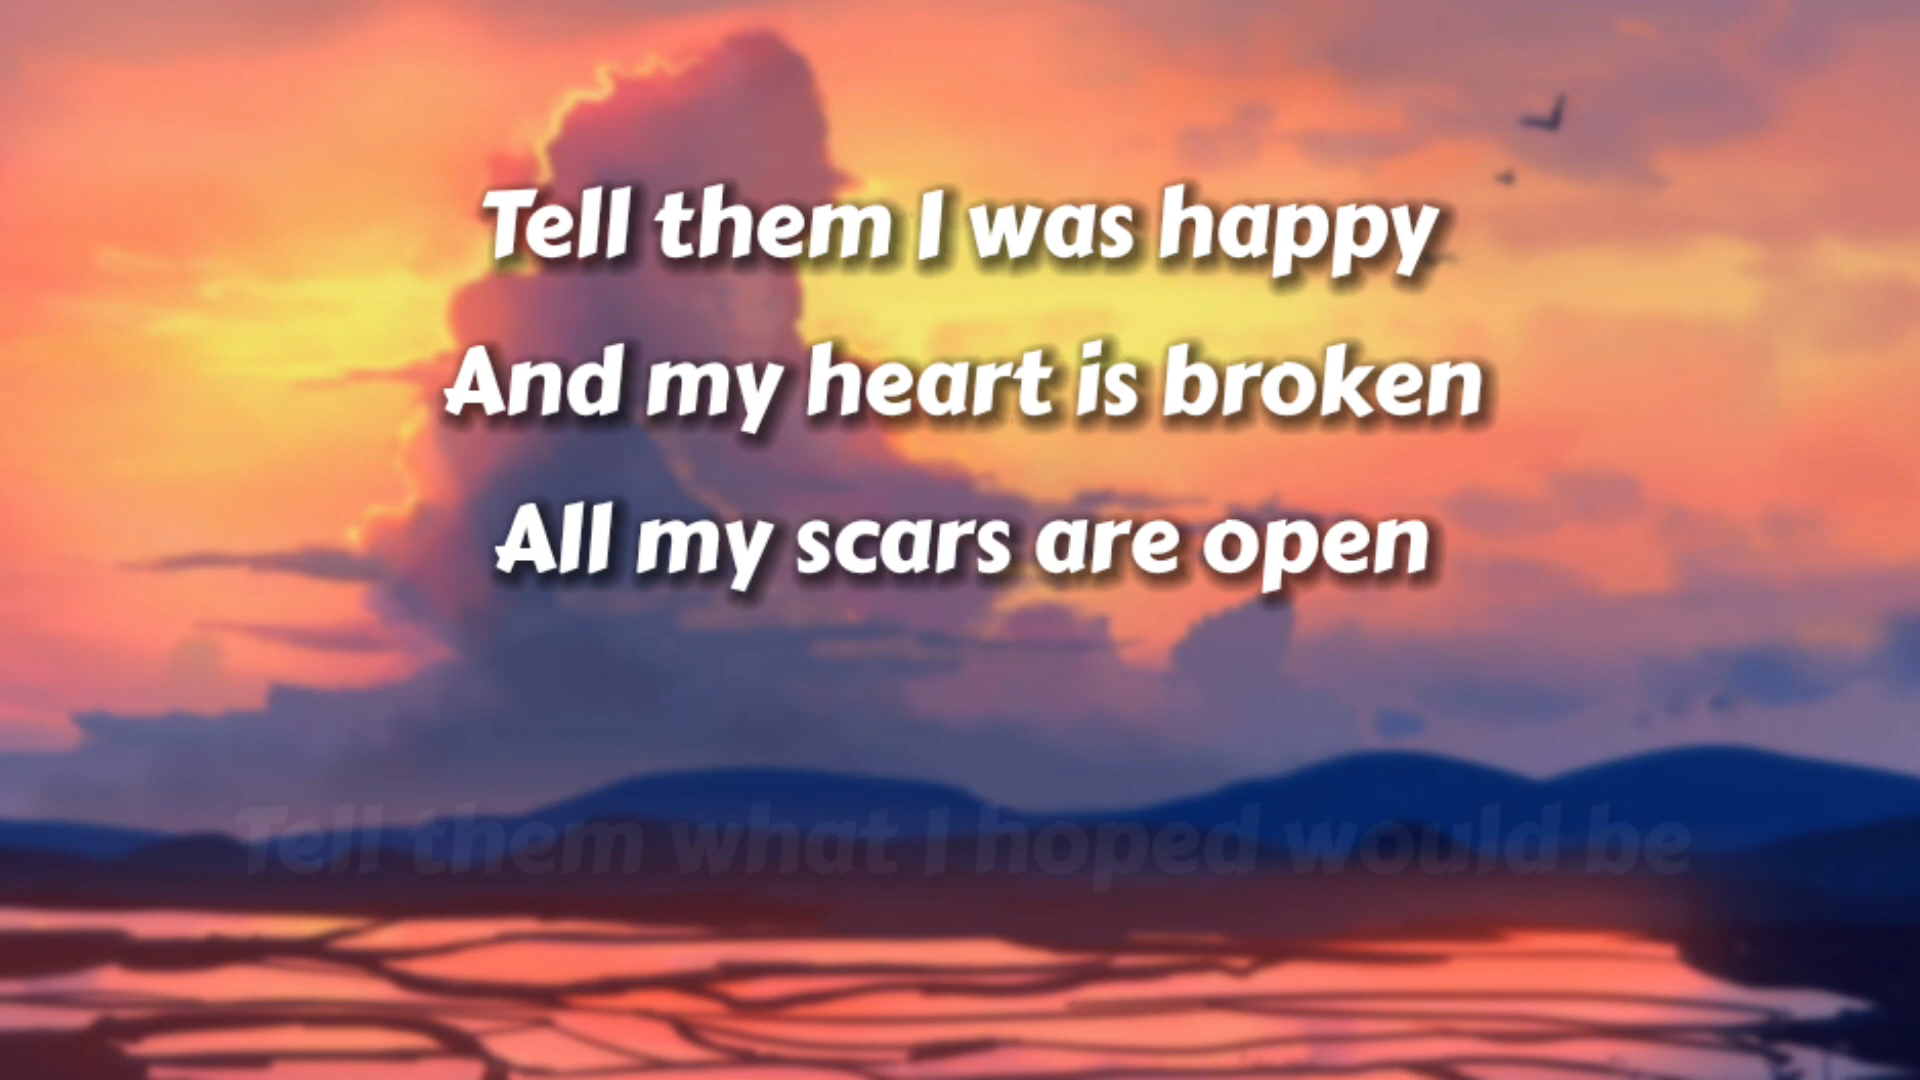 Tell them I was happy
And my heart is broken
All my scars are open
Tell them what I hoped would be